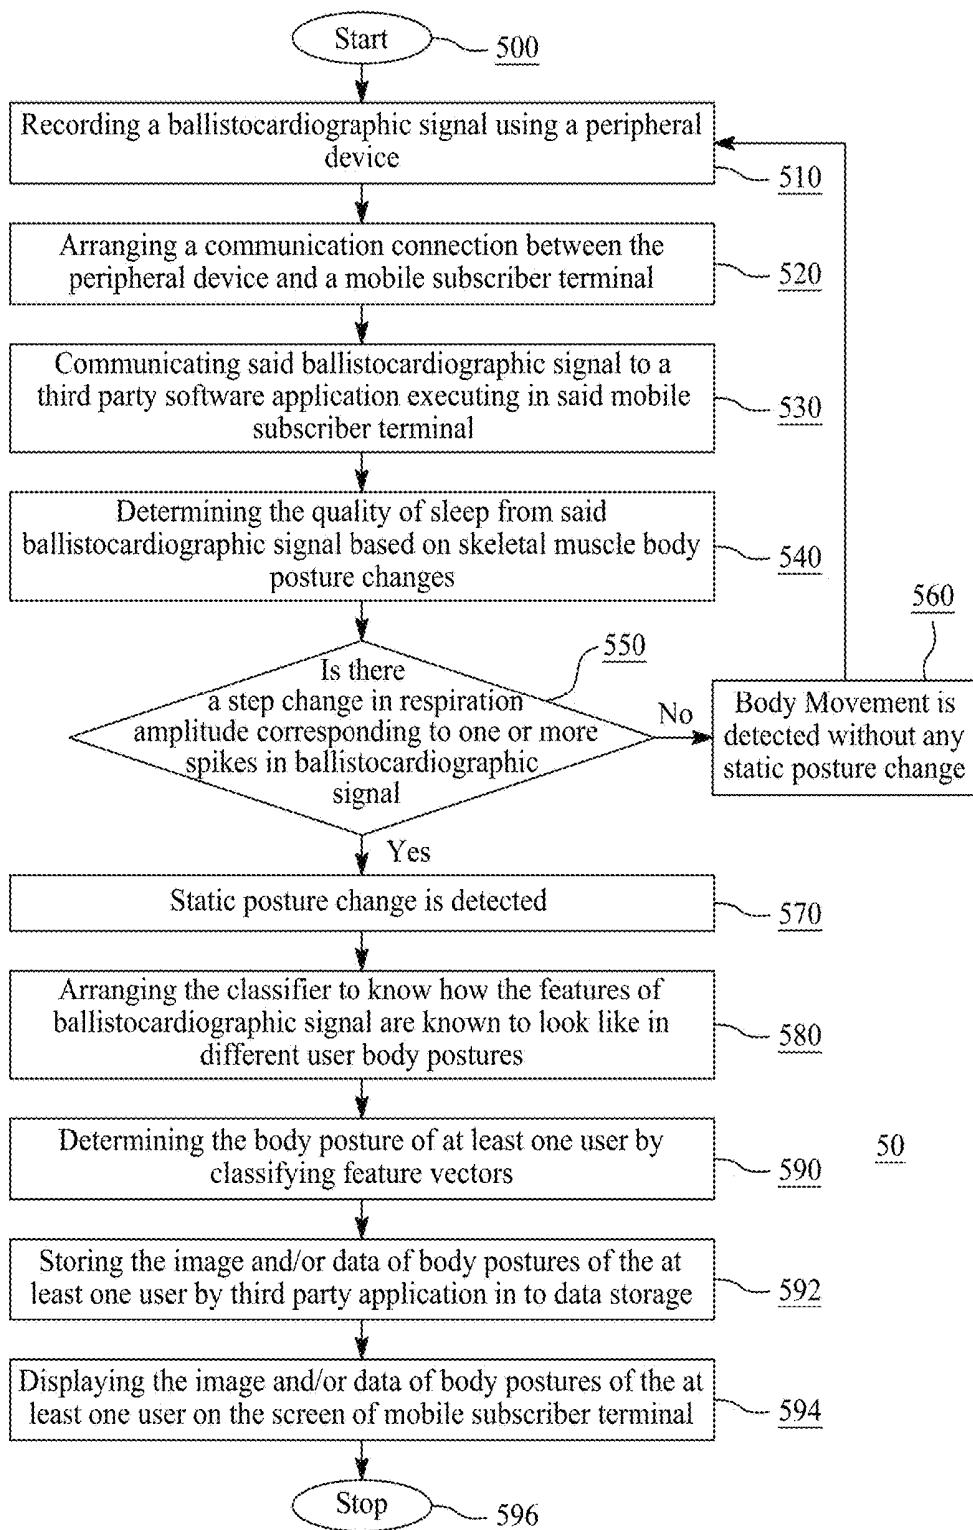 Start
500
Recording a ballistocardiographic signal using a peripheral
device
510
Arranging a communication connection between the
peripheral device and a mobile subscriber terminal
520
Communicating said ballistocardiographic signal to a
third party software application executing in said mobile
subscriber terminal
530
Determining the quality of sleep from said
ballistocardiographic signal based on skeletal muscle body
posture changes
540
Is there
a step change in respiration
amplitude corresponding to one or more
spikes in ballistocardiographic
signal
550
No
560
Body Movement is
detected without any
static posture change
Yes
Static posture change is detected
570
Arranging the classifier to know how the features of
ballistocardiographic signal are known to look like in
different user body postures
580
Determining the body posture of at least one user by
classifying feature vectors
590
50
Storing the image and/or data of body postures of the at
least one user by third party application in to data storage
592
Displaying the image and/or data of body postures of the at
least one user on the screen of mobile subscriber terminal
594
Stop
596